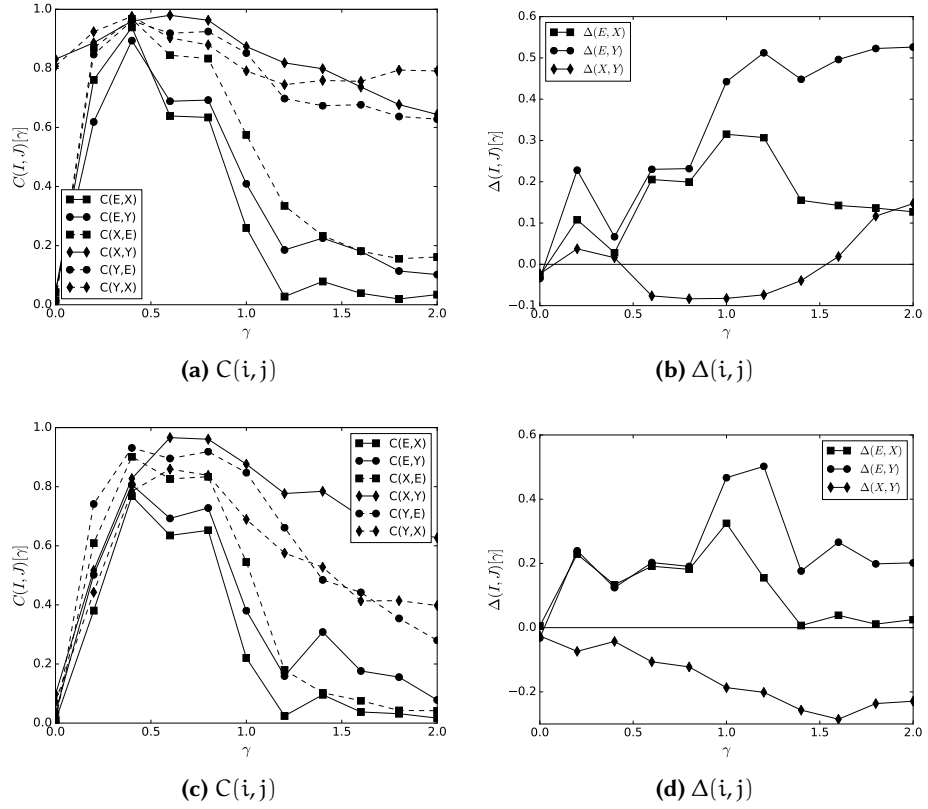 1.0
0.8
0.6
0.4
0.2
0.0
C(I, J)[γ]
C(E,X)
C(E,Y)
C(X,E)
C(X,Y)
C(Y,E)
C(Y,X)
0.0 0.5 1.0 1.5 2.0
γ
(a) C(i, j)
0.6
0.5
0.4
0.3
0.2
0.1
0.0
−0.1
Δ(I, J)[γ]
Δ(E, X)
Δ(E, Y)
Δ(X, Y)
0.0 0.5 1.0 1.5 2.0
γ
(b) Δ(i, j)
1.0
0.8
0.6
0.4
0.2
0.0
C(I, J)[γ]
C(E,X)
C(E,Y)
C(X,E)
C(X,Y)
C(Y,E)
C(Y,X)
0.0 0.5 1.0 1.5 2.0
γ
(c) C(i, j)
0.6
0.4
0.2
0.0
−0.2
Δ(I, J)[γ]
Δ(E, X)
Δ(E, Y)
Δ(X, Y)
0.0 0.5 1.0 1.5 2.0
γ
(d) Δ(i, j)